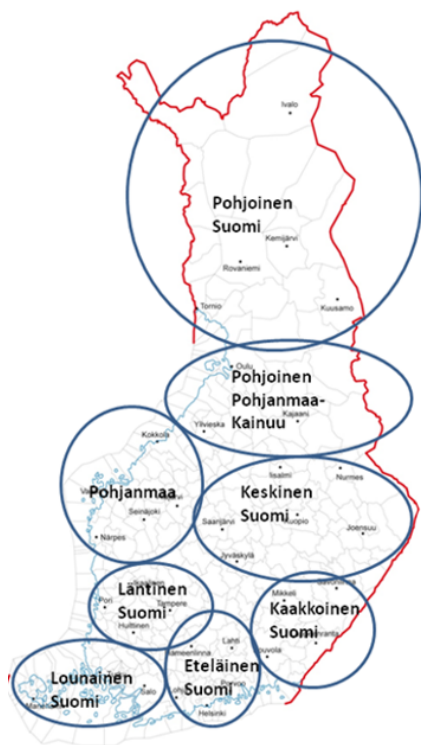 Ivalo
Pohjoinen
Suomi
Kemijärvi
Rovaniemi
Kuusamo
Tornio
Oulu
Pohjoinen
Pohjanmaa-
Kainuu
Kajaani
Ylivieska
Kokkola
Pohjanmaa
Seinäjoki
Närpes
Iisalmi
Nurmes
Keskinen
Suomi
Saarijärvi
Kuopio
Joensuu
Jyväskylä
Läntinen
Suomi
Pori
Tampere
Huittinen
Mikkeli
Kaakkoinen
Suomi
Lahti
Eteläinen
Suomi
Helsinki
Lounainen
Suomi
Salo